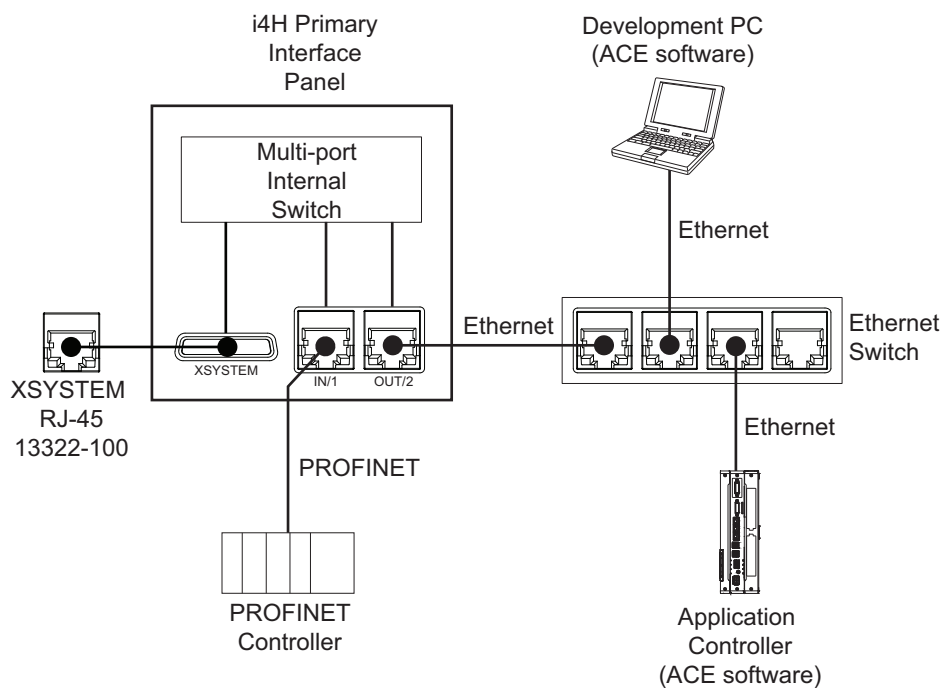 i4H Primary
Interface
Panel
Development PC
(ACE software)
Multi-port
Internal
Switch
Ethernet
Ethernet
Ethernet
Switch
XSYSTEM
IN/1
OUT/2
XSYSTEM
RJ-45
13322-100
Ethernet
PROFINET
PROFINET
Controller
Application
Controller
(ACE software)